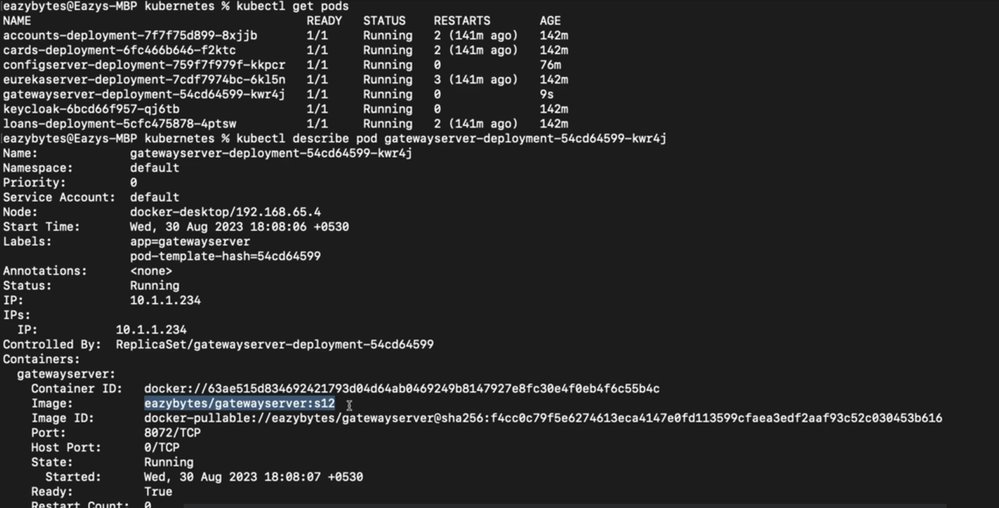 eazybytes@Eazys-MBP kubernetes % kubectl get pods
NAME READY STATUS RESTARTS AGE
accounts-deployment-7f7f75d899-8xjjb 1/1 Running 2 (141m ago) 142m
cards-deployment-6fc466b646-f2ktc 1/1 Running 2 (141m ago) 142m
configserver-deployment-759f7f979f-kkpcr 1/1 Running 0 76m
eurekaserver-deployment-7cdf7974bc-6kl5n 1/1 Running 3 (141m ago) 142m
gatewayserver-deployment-54cd64599-kwr4j 1/1 Running 0 9s
keycloak-6bcd66f957-qj6tb 1/1 Running 0 142m
loans-deployment-5cfc475878-4ptsw 1/1 Running 2 (141m ago) 142m
eazybytes@Eazys-MBP kubernetes % kubectl describe pod gatewayserver-deployment-54cd64599-kwr4j
Name: gatewayserver-deployment-54cd64599-kwr4j
Namespace: default
Priority: 0
Service Account: default
Node: docker-desktop/192.168.65.4
Start Time: Wed, 30 Aug 2023 18:08:06 +0530
Labels: app=gatewayserver
pod-template-hash=54cd64599
Annotations: <none>
Status: Running
IP: 10.1.1.234
IPs:
IP: 10.1.1.234
Controlled By: ReplicaSet/gatewayserver-deployment-54cd64599
Containers:
gatewayserver:
Container ID: docker://63ae515d834692421793d04d64ab0469249b8147927e8fc30e4f0eb4f6c55b4c
Image: eazybytes/gatewayserver:s12
Image ID: docker-pullable://eazybytes/gatewayserver@sha256:f4cc0c79f5e6274613eca4147e0fd113599cfaea3edf2aaf93c52c030453b616
Port: 8072/TCP
Host Port: 0/TCP
State: Running
Started: Wed, 30 Aug 2023 18:08:07 +0530
Ready: True
Restart Count: 0